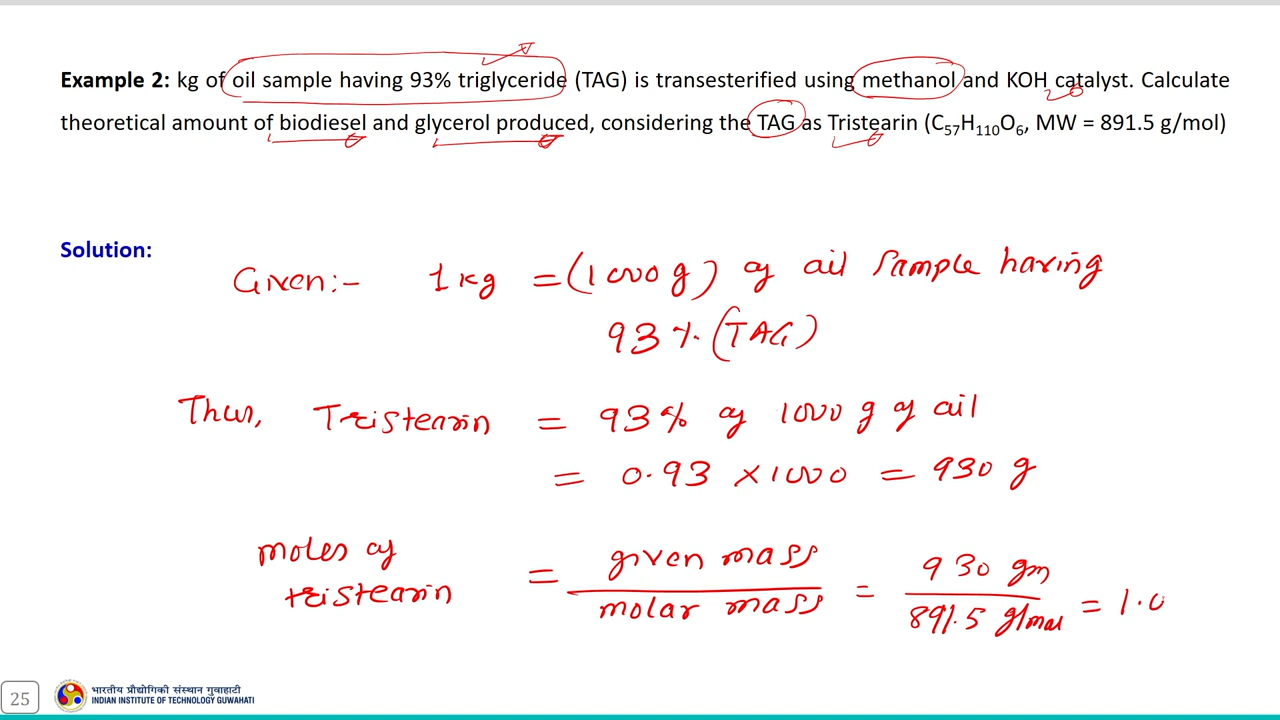 Example 2: kg of oil sample having 93% triglyceride (TAG) is transesterified using methanol and KOH catalyst. Calculate
theoretical amount of biodiesel and glycerol produced, considering the TAG as Tristearin (C57H110O6, MW = 891.5 g/mol)
Solution:
Given:- 1 kg = (1000 g) of oil sample having
93 % (TAG)
Thus, Tristearin = 93% of 1000 g of oil
= 0.93 × 1000 = 930 g
moles of tristearin = given mass / molar mass = 930 gm / 891.5 g/mol = 1.0
25
भारतीय प्रौद्योगिकी संस्थान गुवाहाटी
INDIAN INSTITUTE OF TECHNOLOGY GUWAHATI